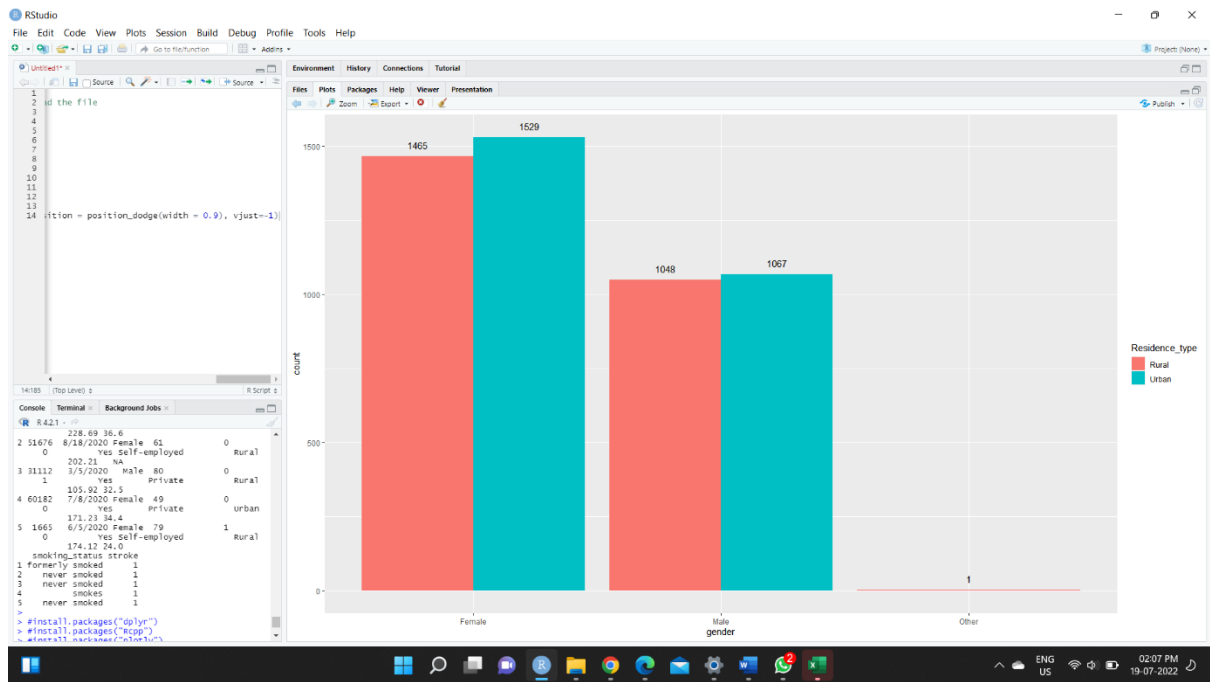 RStudio
File Edit Code View Plots Session Build Debug Profile Tools Help
Go to file/function Addins Project: (None)
Untitled1*
Source Source
1
2 ad the file
3
4
5
6
7
8
9
10
11
12
13
14 sition = position_dodge(width = 0.9), vjust=-1)
14:185 (Top Level) R Script
Console Terminal Background Jobs
R 4.2.1
228.69 36.6
2 51676 8/18/2020 Female 61 0
0 Yes Self-employed Rural
202.21 NA
3 31112 3/5/2020 Male 80 0
1 Yes Private Rural
105.92 32.5
4 60182 7/8/2020 Female 49 0
0 Yes Private Urban
171.23 34.4
5 1665 6/5/2020 Female 79 1
0 Yes Self-employed Rural
174.12 24.0
smoking_status stroke
1 formerly smoked 1
2 never smoked 1
3 never smoked 1
4 smokes 1
5 never smoked 1
>
> #install.packages("dplyr")
> #install.packages("Rcpp")
> #install.packages("plotly")
Environment History Connections Tutorial
Files Plots Packages Help Viewer Presentation
Zoom Export Publish
1529
1500
1465
1067
1048
1000
count
500
1
0
Female Male Other
gender
Residence_type
Rural
Urban
2
ENG
US
02:07 PM
19-07-2022